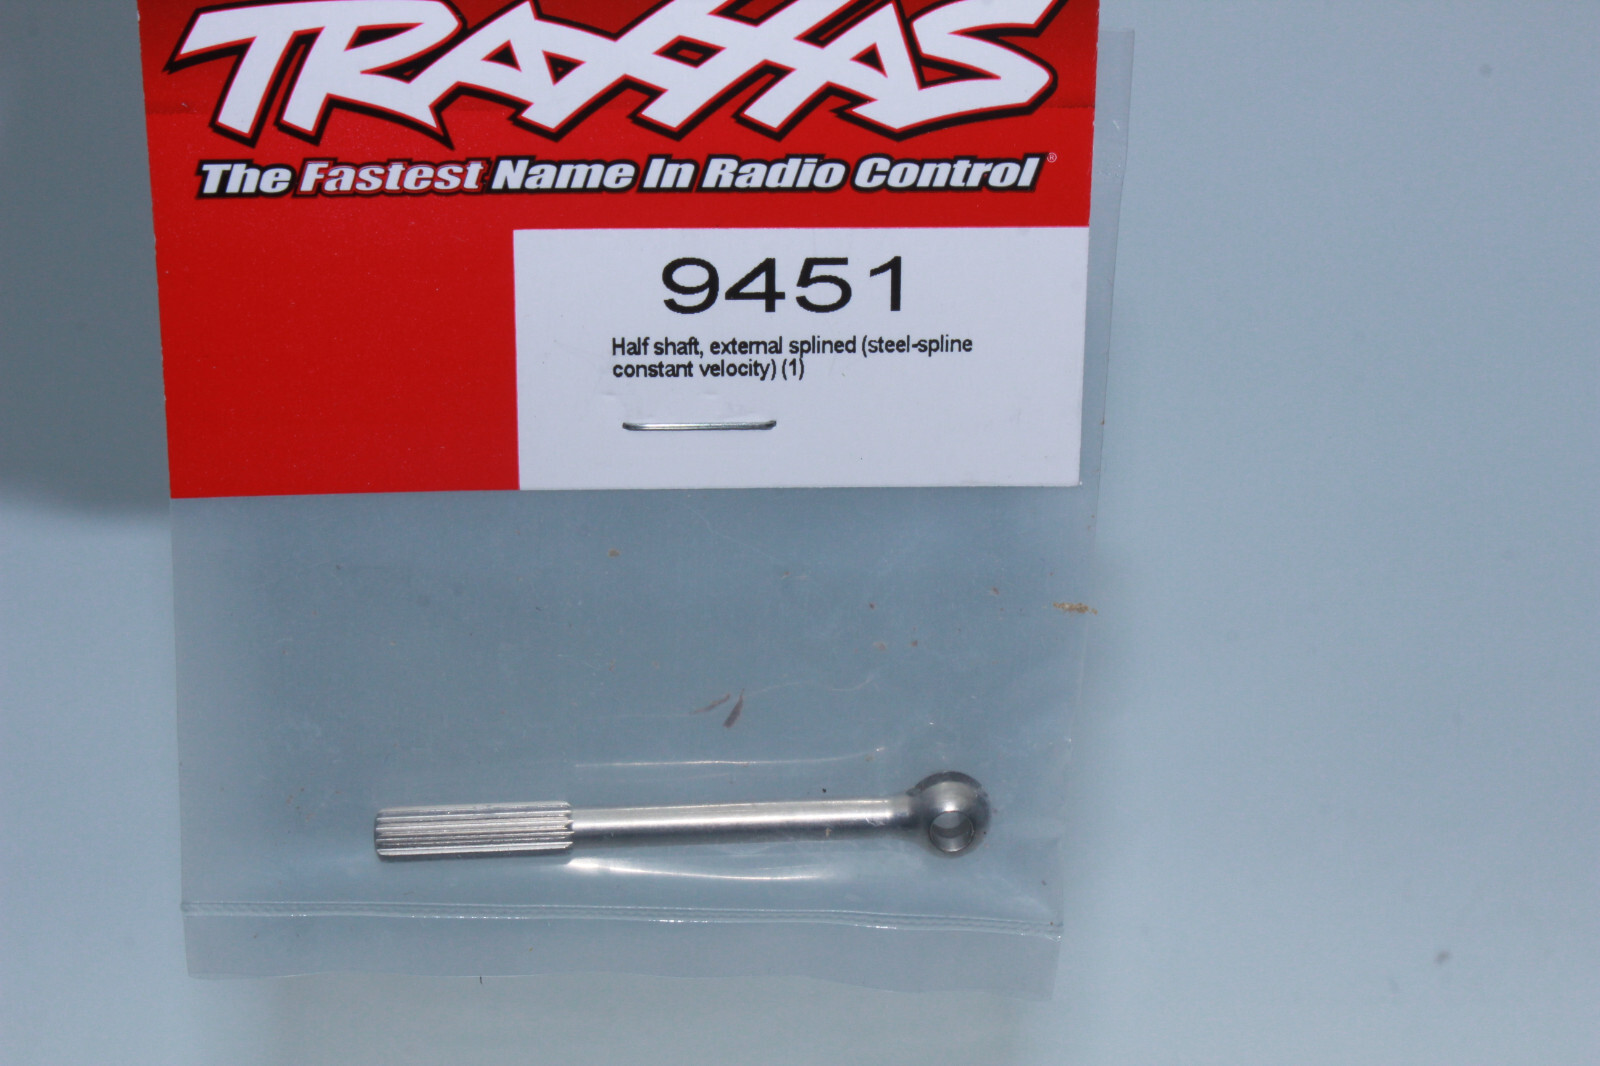 TRAXXAS
The Fastest Name In Radio Control®
9451
Half shaft, external splined (steel-spline
constant velocity) (1)